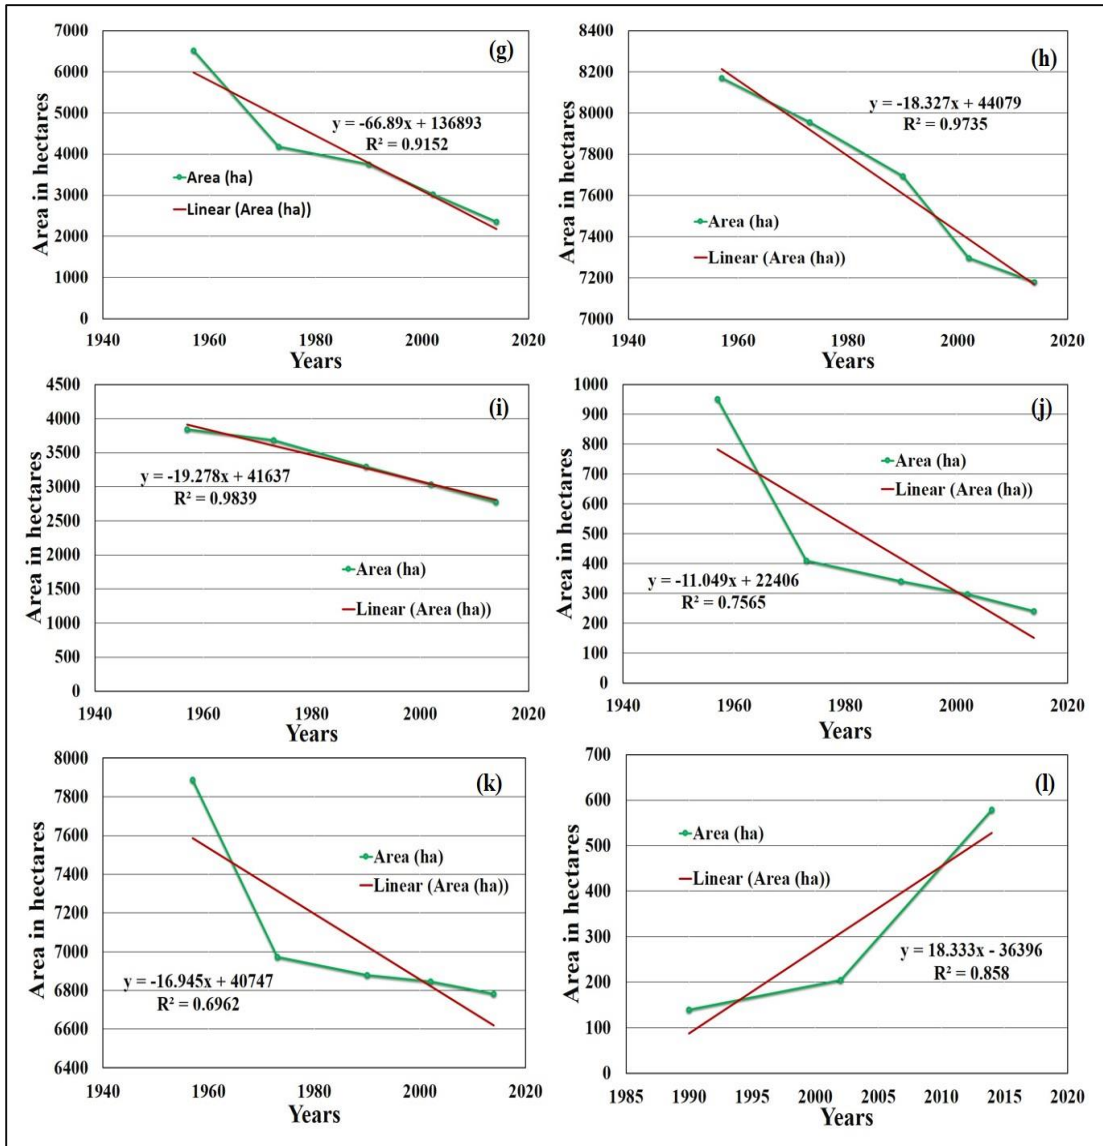 (g)
7000
6000
5000
4000
3000
2000
1000
0
Area in hectares
y = -66.89x + 136893
R² = 0.9152
Area (ha)
Linear (Area (ha))
1940 1960 1980 2000 2020
Years
(h)
8400
8200
8000
7800
7600
7400
7200
7000
Area in hectares
y = -18.327x + 44079
R² = 0.9735
Area (ha)
Linear (Area (ha))
1940 1960 1980 2000 2020
Years
(i)
4500
4000
3500
3000
2500
2000
1500
1000
500
0
Area in hectares
y = -19.278x + 41637
R² = 0.9839
Area (ha)
Linear (Area (ha))
1940 1960 1980 2000 2020
Years
(j)
1000
900
800
700
600
500
400
300
200
100
0
Area in hectares
Area (ha)
Linear (Area (ha))
y = -11.049x + 22406
R² = 0.7565
1940 1960 1980 2000 2020
Years
(k)
8000
7800
7600
7400
7200
7000
6800
6600
6400
Area in hectares
Area (ha)
Linear (Area (ha))
y = -16.945x + 40747
R² = 0.6962
1940 1960 1980 2000 2020
Years
(l)
700
600
500
400
300
200
100
0
Area in hectares
Area (ha)
Linear (Area (ha))
y = 18.333x - 36396
R² = 0.858
1985 1990 1995 2000 2005 2010 2015 2020
Years